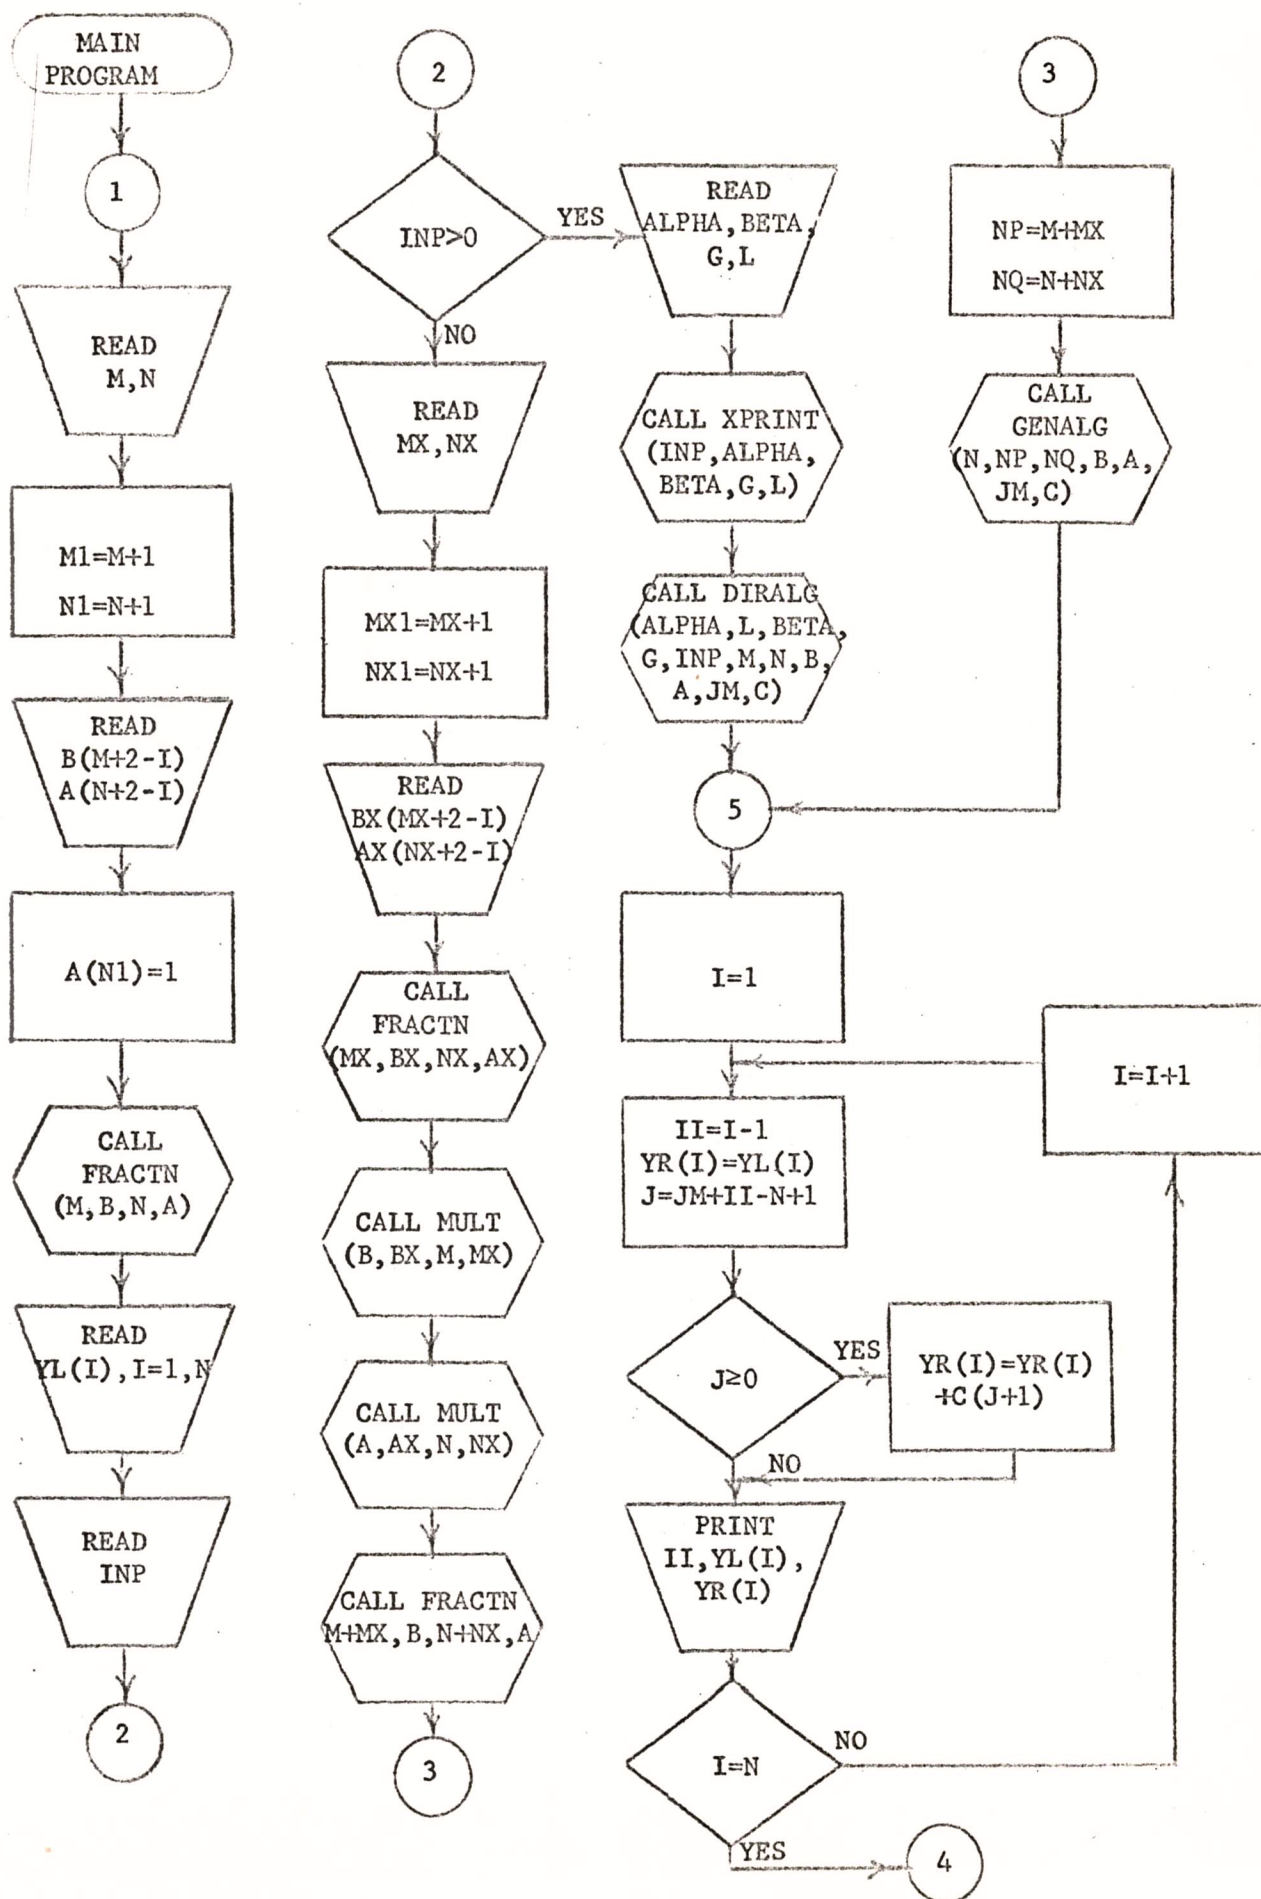 MAIN
PROGRAM
1
READ
M,N
M1=M+1
N1=N+1
READ
B(M+2-I)
A(N+2-I)
A(N1)=1
CALL
FRACTN
(M,B,N,A)
READ
YL(I),I=1,N
READ
INP
2
2
INP>0
YES
NO
READ
MX,NX
MX1=MX+1
NX1=NX+1
READ
BX(MX+2-I)
AX(NX+2-I)
CALL
FRACTN
(MX,BX,NX,AX)
CALL MULT
(B,BX,M,MX)
CALL MULT
(A,AX,N,NX)
CALL FRACTN
M+MX,B,N+NX,A
3
READ
ALPHA,BETA,
G,L
CALL XPRINT
(INP,ALPHA,
BETA,G,L)
CALL DIRALG
(ALPHA,L,BETA,
G,INP,M,N,B,
A,JM,C)
5
I=1
II=I-1
YR(I)=YL(I)
J=JM+II-N+1
J≥0
YES
YR(I)=YR(I)
+C(J+1)
NO
PRINT
II,YL(I),
YR(I)
I=N
NO
YES
4
3
NP=M+MX
NQ=N+NX
CALL
GENALG
(N,NP,NQ,B,A,
JM,C)
I=I+1